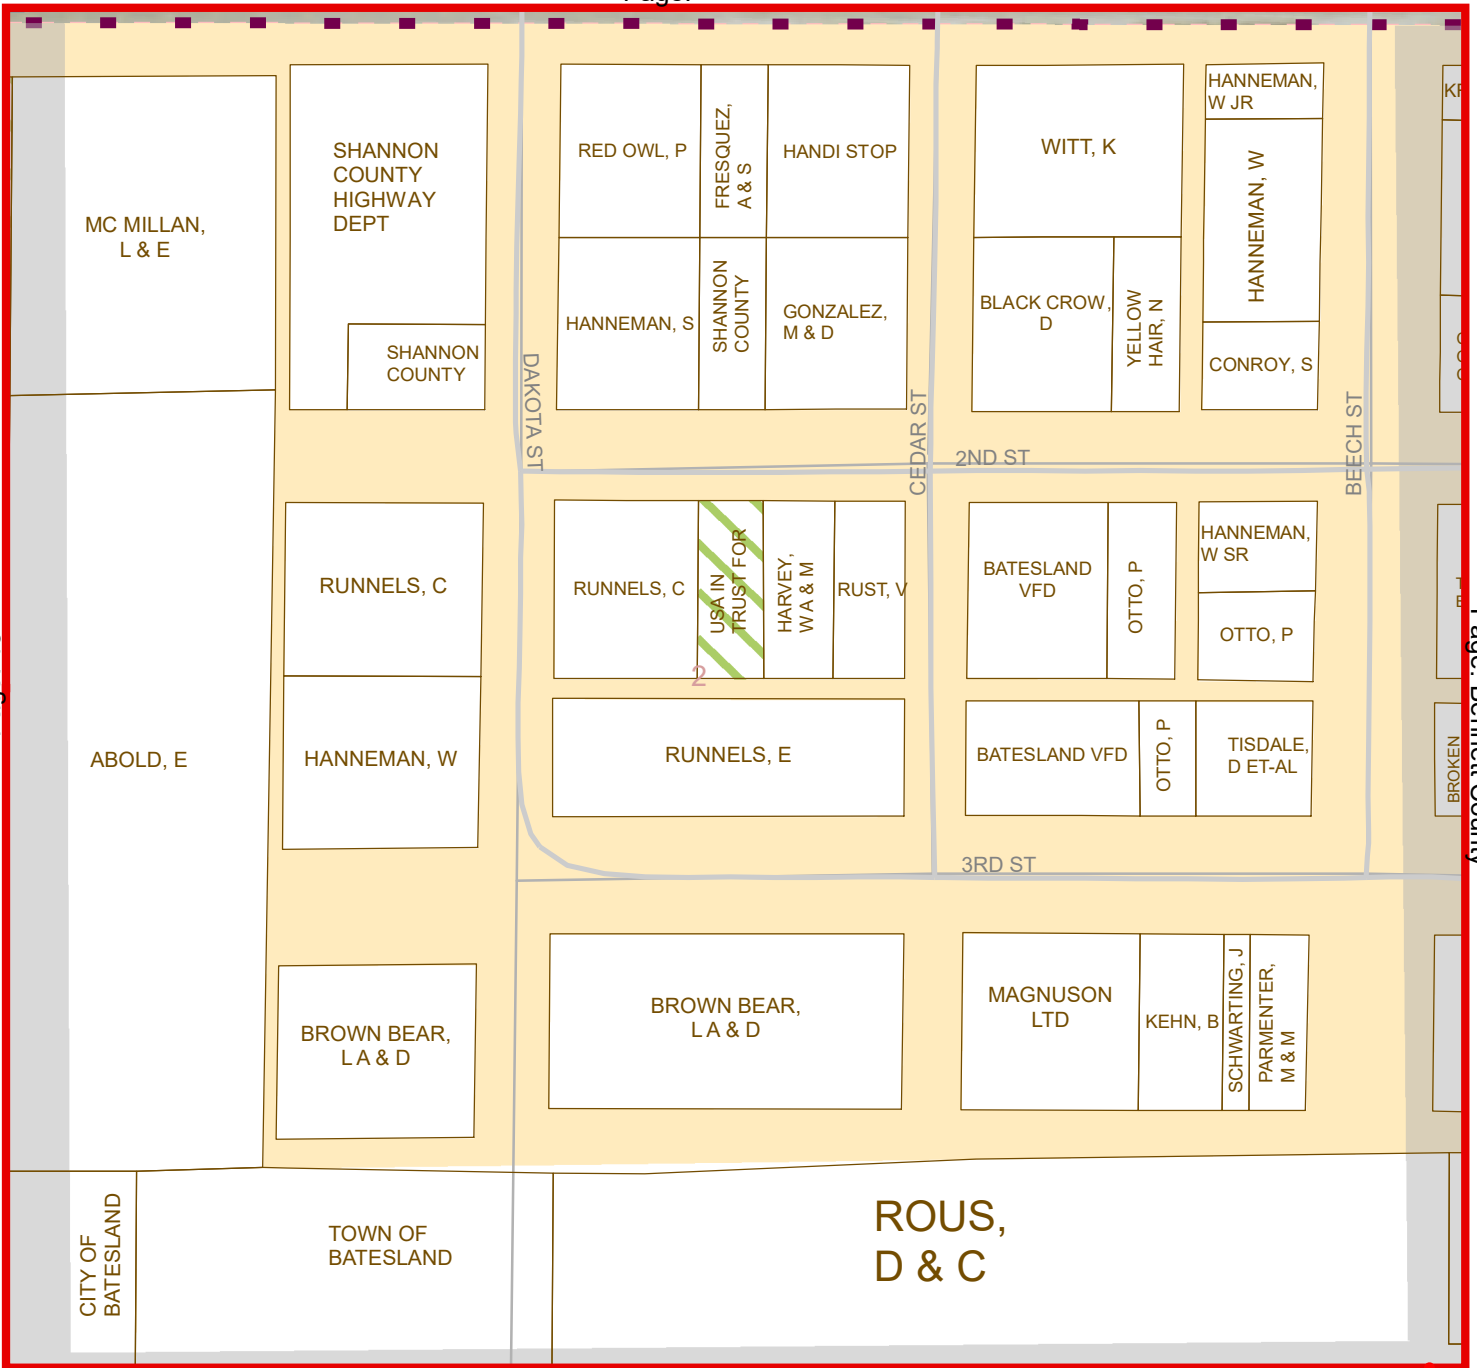 HANNEMAN,
W JR
SHANNON
COUNTY
HIGHWAY
DEPT
RED OWL, P
FRESQUEZ,
A & S
HANDI STOP
WITT, K
HANNEMAN, W
MC MILLAN,
L & E
HANNEMAN, S
SHANNON
COUNTY
GONZALEZ,
M & D
BLACK CROW,
D
YELLOW
HAIR, N
CONROY, S
SHANNON
COUNTY
DAKOTA ST
CEDAR ST
BEECH ST
2ND ST
RUNNELS, C
RUNNELS, C
USA IN
TRUST FOR
HARVEY,
W A & M
RUST, V
BATESLAND
VFD
OTTO, P
HANNEMAN,
W SR
OTTO, P
2
ABOLD, E
HANNEMAN, W
RUNNELS, E
BATESLAND VFD
OTTO, P
TISDALE,
D ET-AL
BROKEN
3RD ST
BROWN BEAR,
L A & D
BROWN BEAR,
L A & D
MAGNUSON
LTD
KEHN, B
SCHWARTING, J
PARMENTER,
M & M
CITY OF
BATESLAND
TOWN OF
BATESLAND
ROUS,
D & C